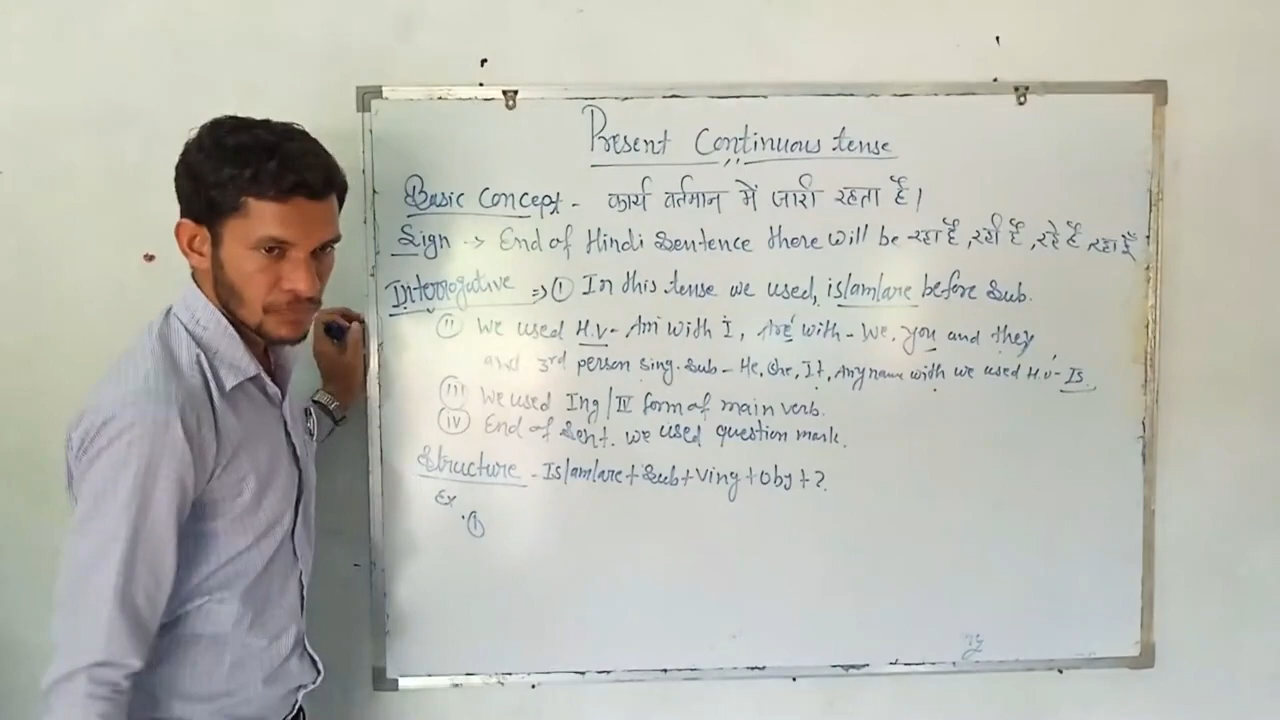 Present Continuous tense
Basic Concept - कार्य वर्तमान में जारी रहता है।
Sign -> End of Hindi Sentence there will be रहा है, रही है, रहे है, रहा हूँ
Interrogative => ① In this tense we used, is/am/are before Sub.
② We used H.V - Am with I, Are with - We, you and they
and 3rd person Sing. Sub - He, She, It, Any name with we used H.V - Is.
(iii) We used Ing/IV form of main verb.
(iv) End of Sent. we used question mark.
Structure - Is/am/are + Sub + Ving + Obj + ?
Ex. ①